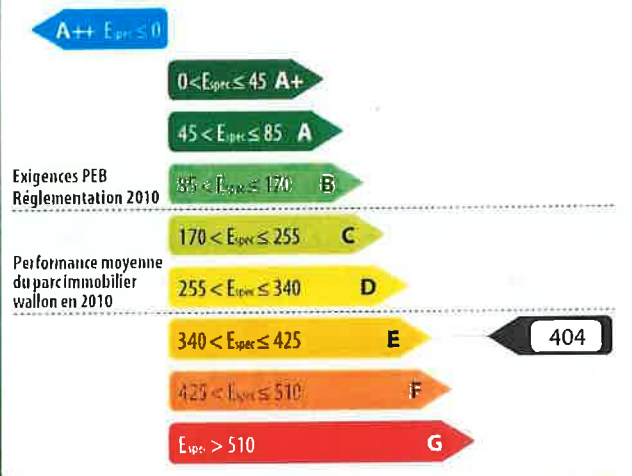 A++ Espec ≤ 0
0 < Espec ≤ 45 A+
45 < Espec ≤ 85 A
Exigences PEB
Réglementation 2010
85 < Espec ≤ 170 B
170 < Espec ≤ 255 C
Performance moyenne
du parc immobilier
wallon en 2010
255 < Espec ≤ 340 D
340 < Espec ≤ 425 E
404
425 < Espec ≤ 510 F
Espec > 510 G